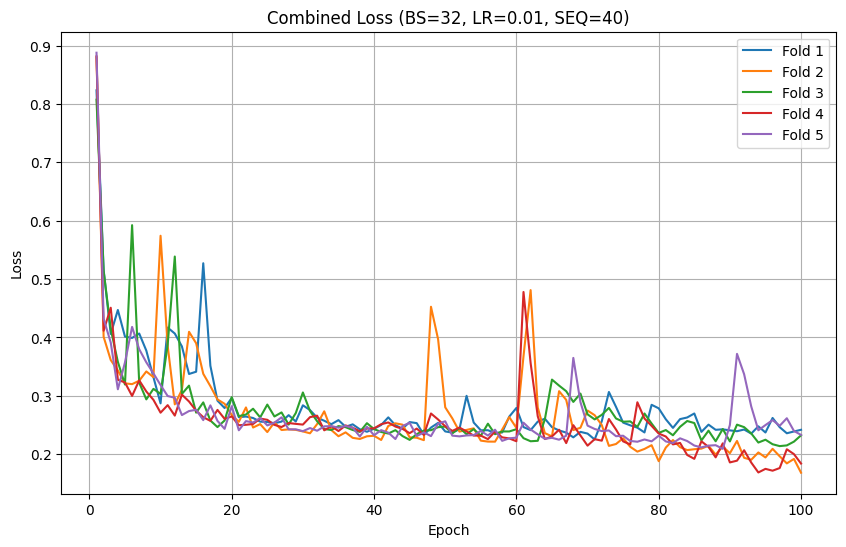 Combined Loss (BS=32, LR=0.01, SEQ=40)
0.9
0.8
0.7
0.6
0.5
0.4
0.3
0.2
Loss
0
20
40
60
80
100
Epoch
Fold 1
Fold 2
Fold 3
Fold 4
Fold 5